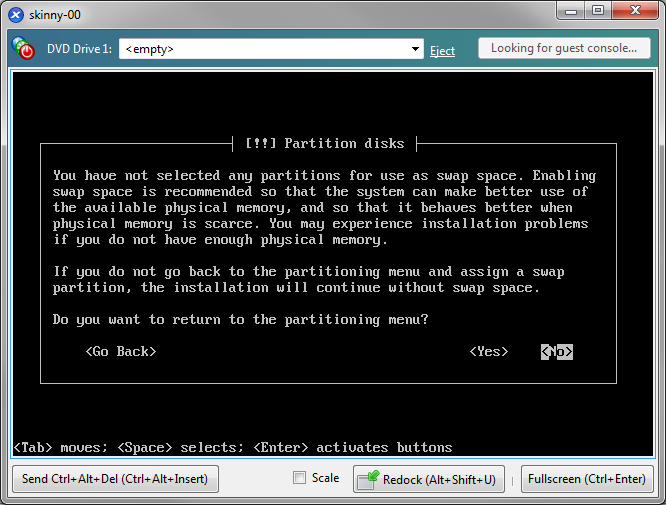 skinny-00
DVD Drive 1: <empty> Eject Looking for guest console...
[!!] Partition disks
You have not selected any partitions for use as swap space. Enabling
swap space is recommended so that the system can make better use of
the available physical memory, and so that it behaves better when
physical memory is scarce. You may experience installation problems
if you do not have enough physical memory.
If you do not go back to the partitioning menu and assign a swap
partition, the installation will continue without swap space.
Do you want to return to the partitioning menu?
<Go Back> <Yes> <No>
<Tab> moves; <Space> selects; <Enter> activates buttons
Send Ctrl+Alt+Del (Ctrl+Alt+Insert) Scale Redock (Alt+Shift+U) Fullscreen (Ctrl+Enter)